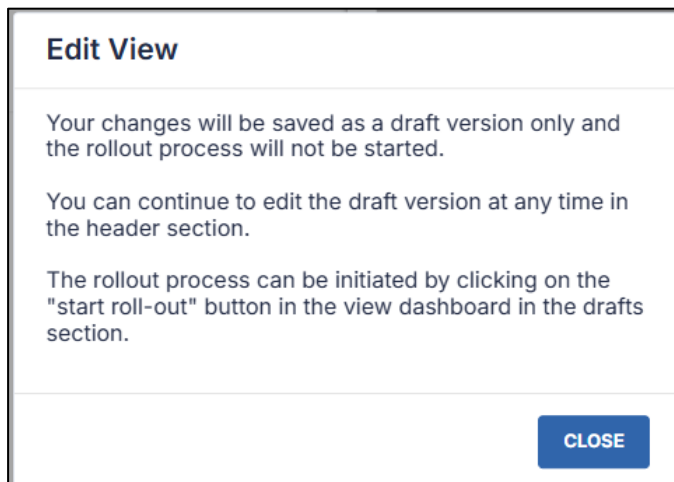 Edit View
Your changes will be saved as a draft version only and
the rollout process will not be started.
You can continue to edit the draft version at any time in
the header section.
The rollout process can be initiated by clicking on the
"start roll-out" button in the view dashboard in the drafts
section.
CLOSE